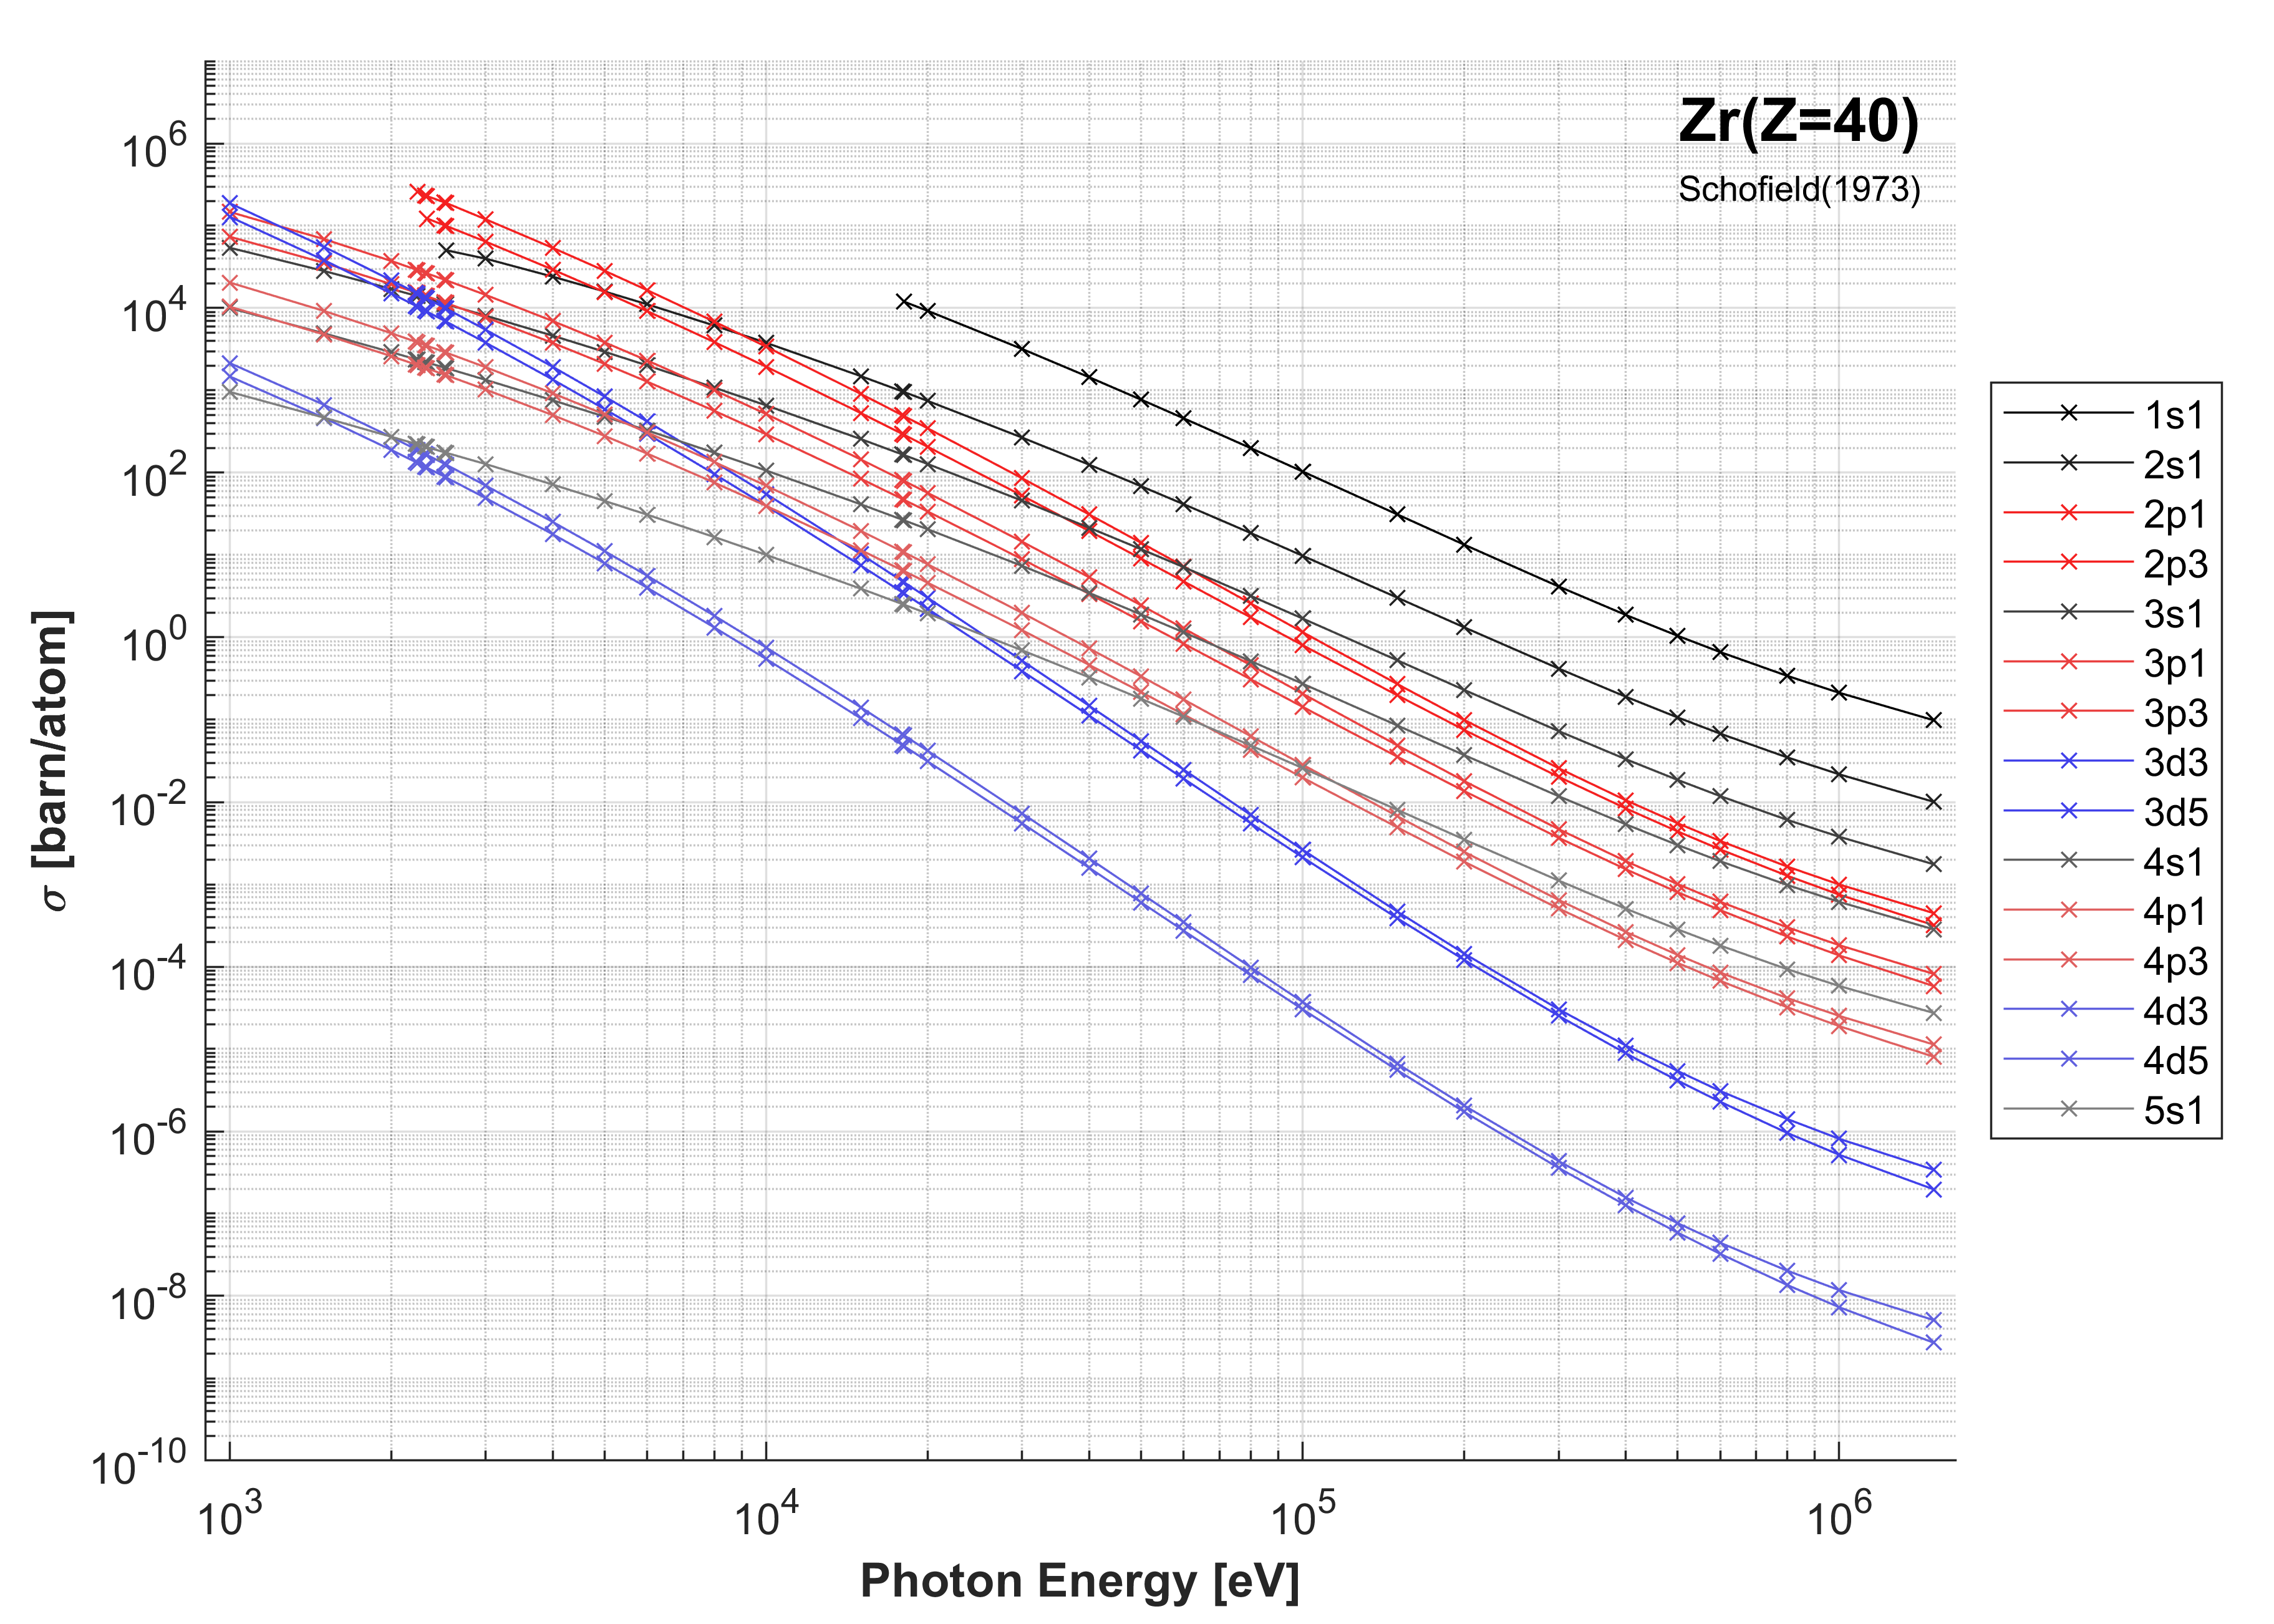 Zr(Z=40)
Schofield(1973)
10^6
10^4
10^2
10^0
10^-2
10^-4
10^-6
10^-8
10^-10
σ [barn/atom]
10^3 10^4 10^5 10^6
Photon Energy [eV]
1s1
2s1
2p1
2p3
3s1
3p1
3p3
3d3
3d5
4s1
4p1
4p3
4d3
4d5
5s1